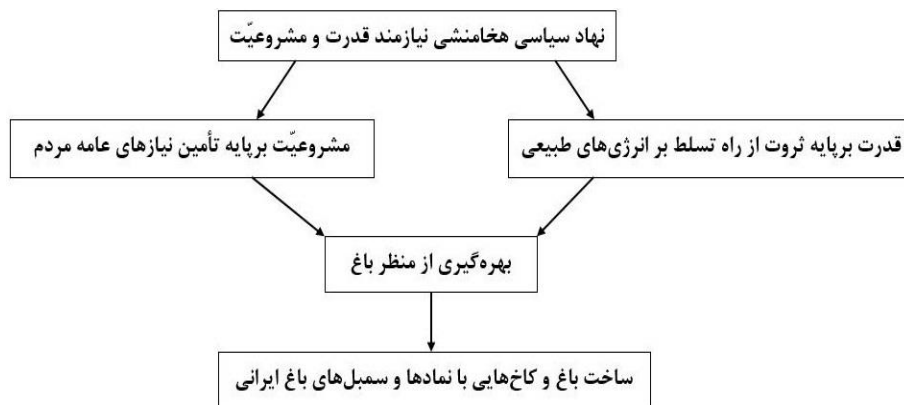 نهاد سیاسی هخامنشی نیازمند قدرت و مشروعیّت
قدرت برپایه ثروت از راه تسلط بر انرژی‌های طبیعی
مشروعیّت برپایه تأمین نیازهای عامه مردم
بهره‌گیری از منظر باغ
ساخت باغ و کاخ‌هایی با نمادها و سمبل‌های باغ ایرانی